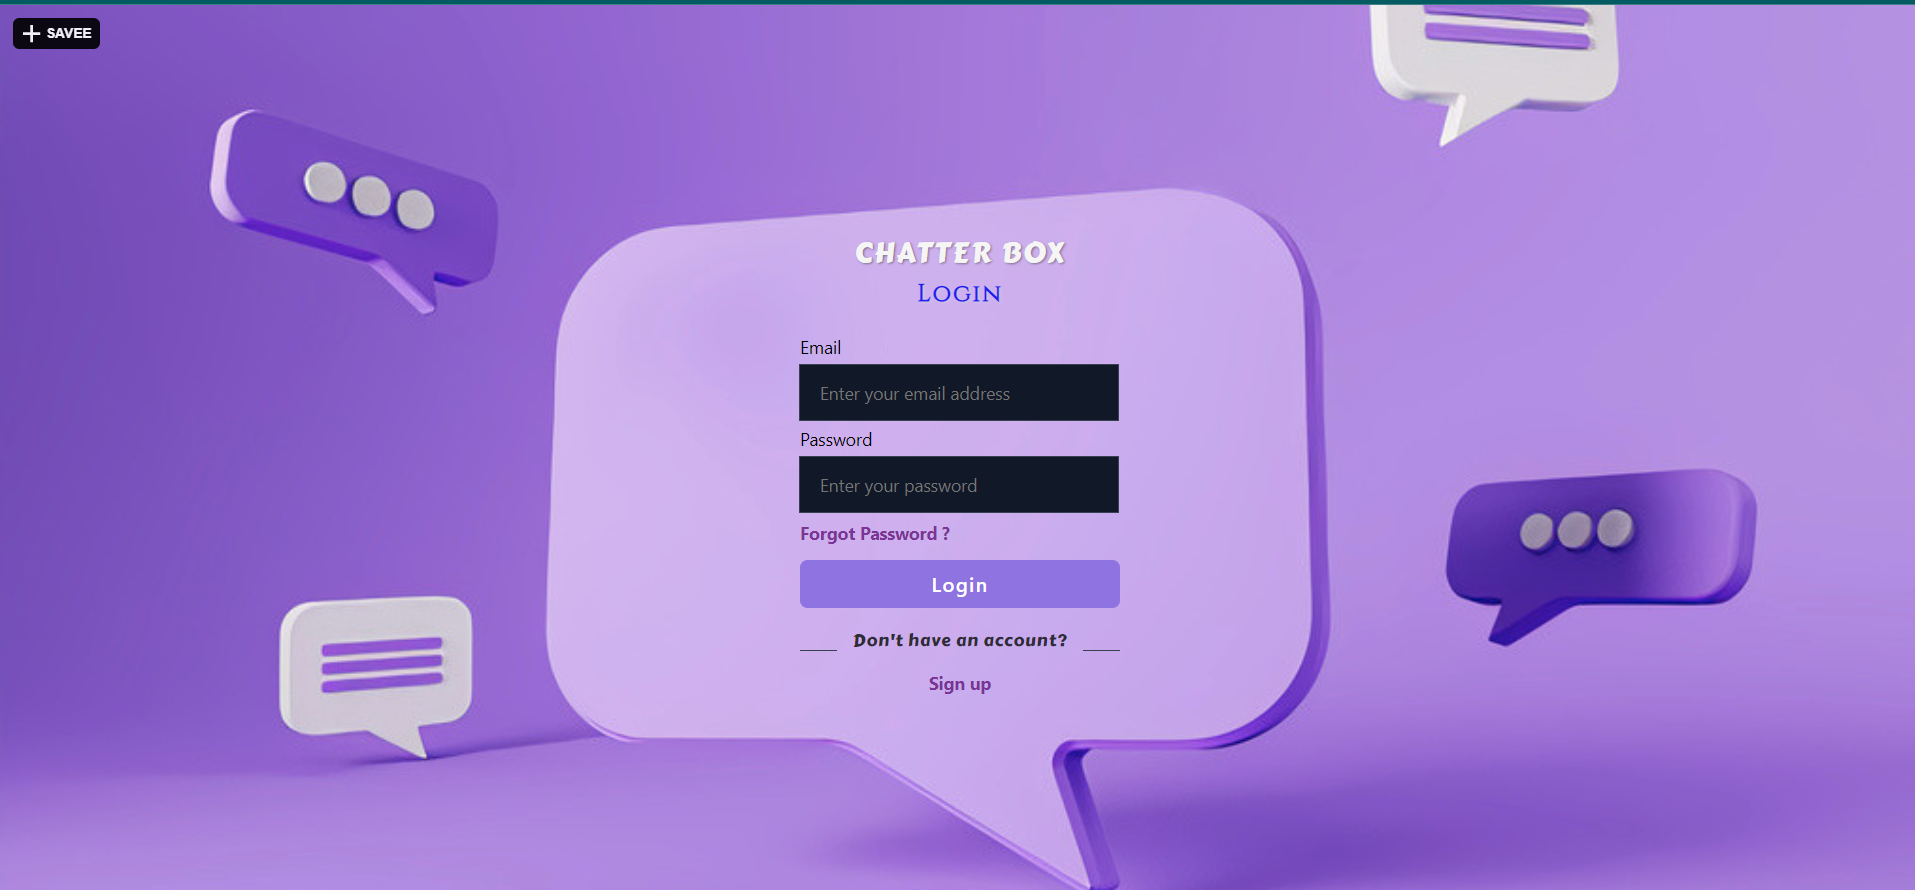 SAVEE
CHATTER BOX
Login
Email
Enter your email address
Password
Enter your password
Forgot Password ?
Login
Don't have an account?
Sign up